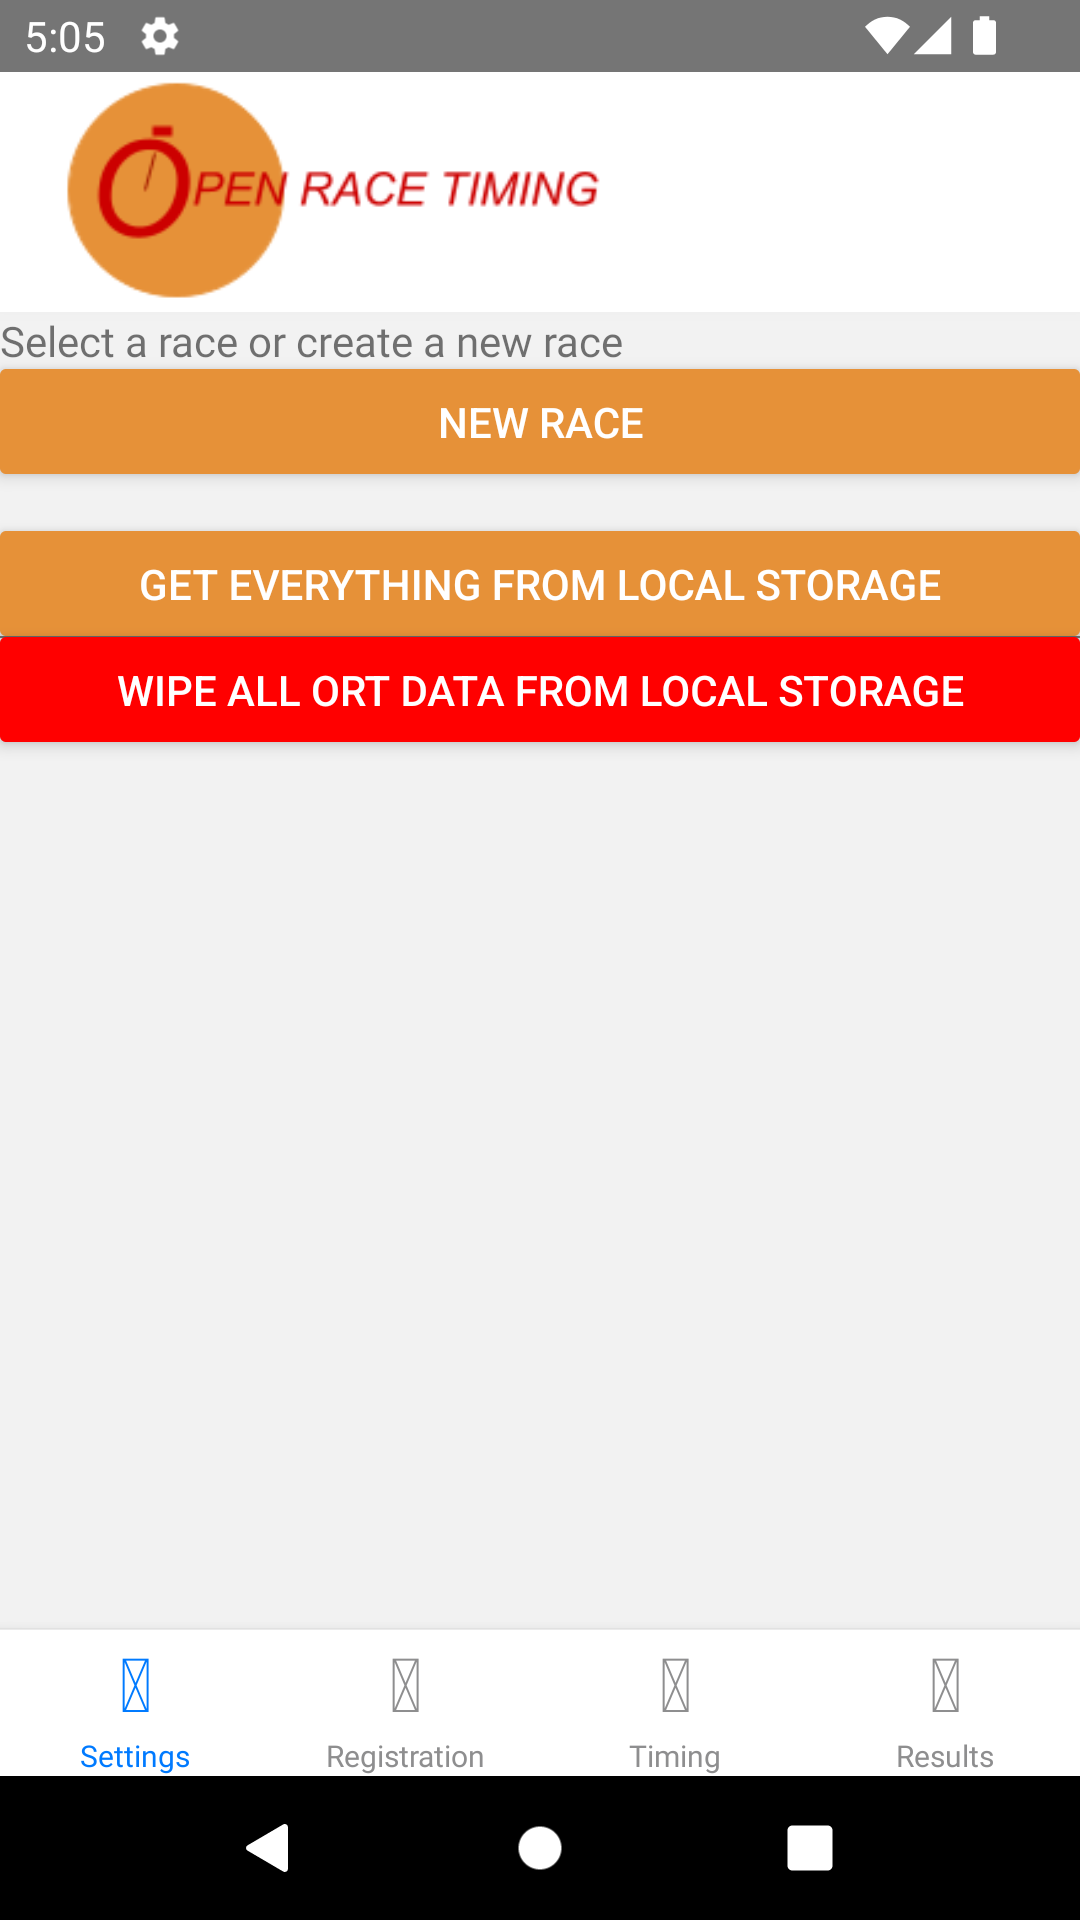 5:05
OPEN RACE TIMING
Select a race or create a new race
NEW RACE
GET EVERYTHING FROM LOCAL STORAGE
WIPE ALL ORT DATA FROM LOCAL STORAGE
Settings Registration Timing Results